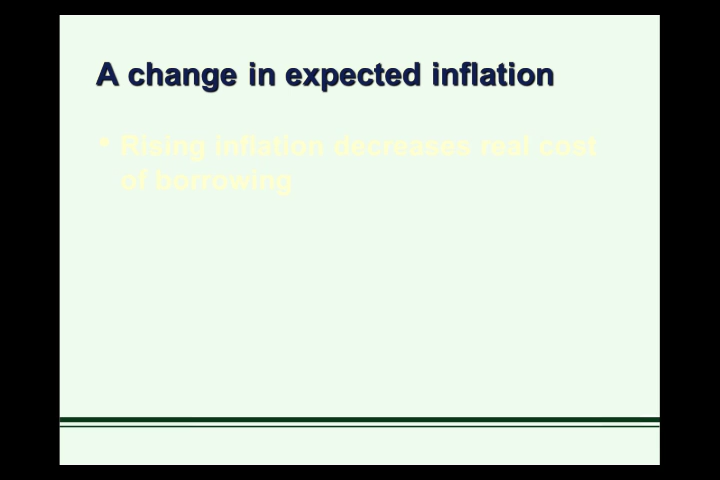 A change in expected inflation
• Rising inflation decreases real cost
of borrowing